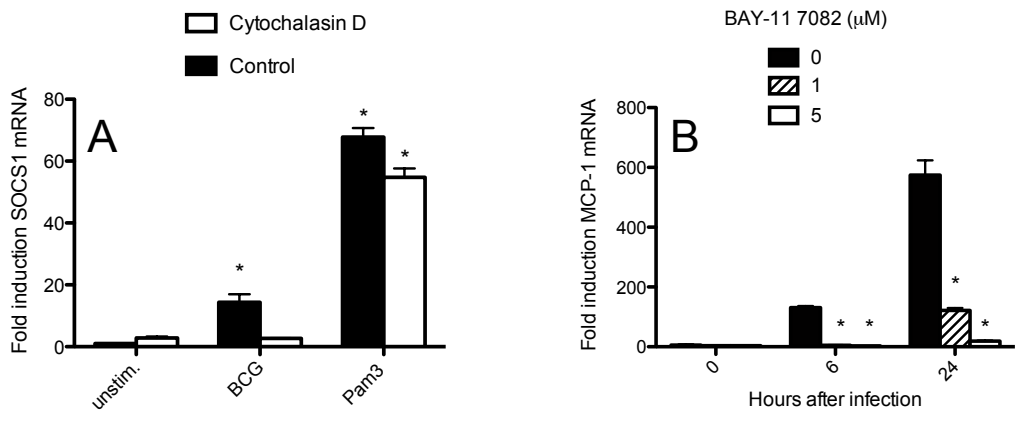 Cytochalasin D
Control
A
Fold induction SOCS1 mRNA
80
60
40
20
0
*
*
*
unstim.
BCG
Pam3
BAY-11 7082 (µM)
0
1
5
B
Fold induction MCP-1 mRNA
800
600
400
200
0
* *
*
*
0
6
24
Hours after infection